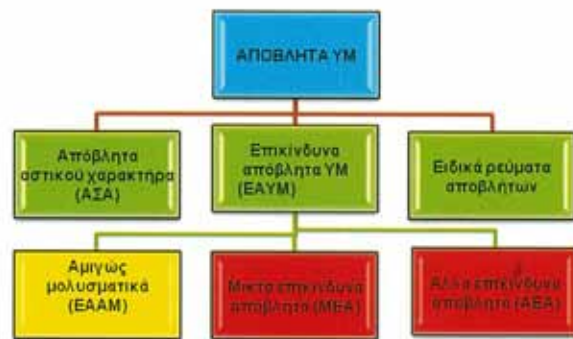 ΑΠΟΒΛΗΤΑ ΥΜ
Απόβλητα
αστικού χαρακτήρα
(ΑΣΑ)
Επικίνδυνα
απόβλητα ΥΜ
(ΕΑΥΜ)
Ειδικά ρεύματα
αποβλήτων
Αμιγώς
μολυσματικά
(ΕΑΑΜ)
Μικτά επικίνδυνα
απόβλητα (ΜΕΑ)
Άλλα επικίνδυνα
απόβλητα (ΑΕΑ)